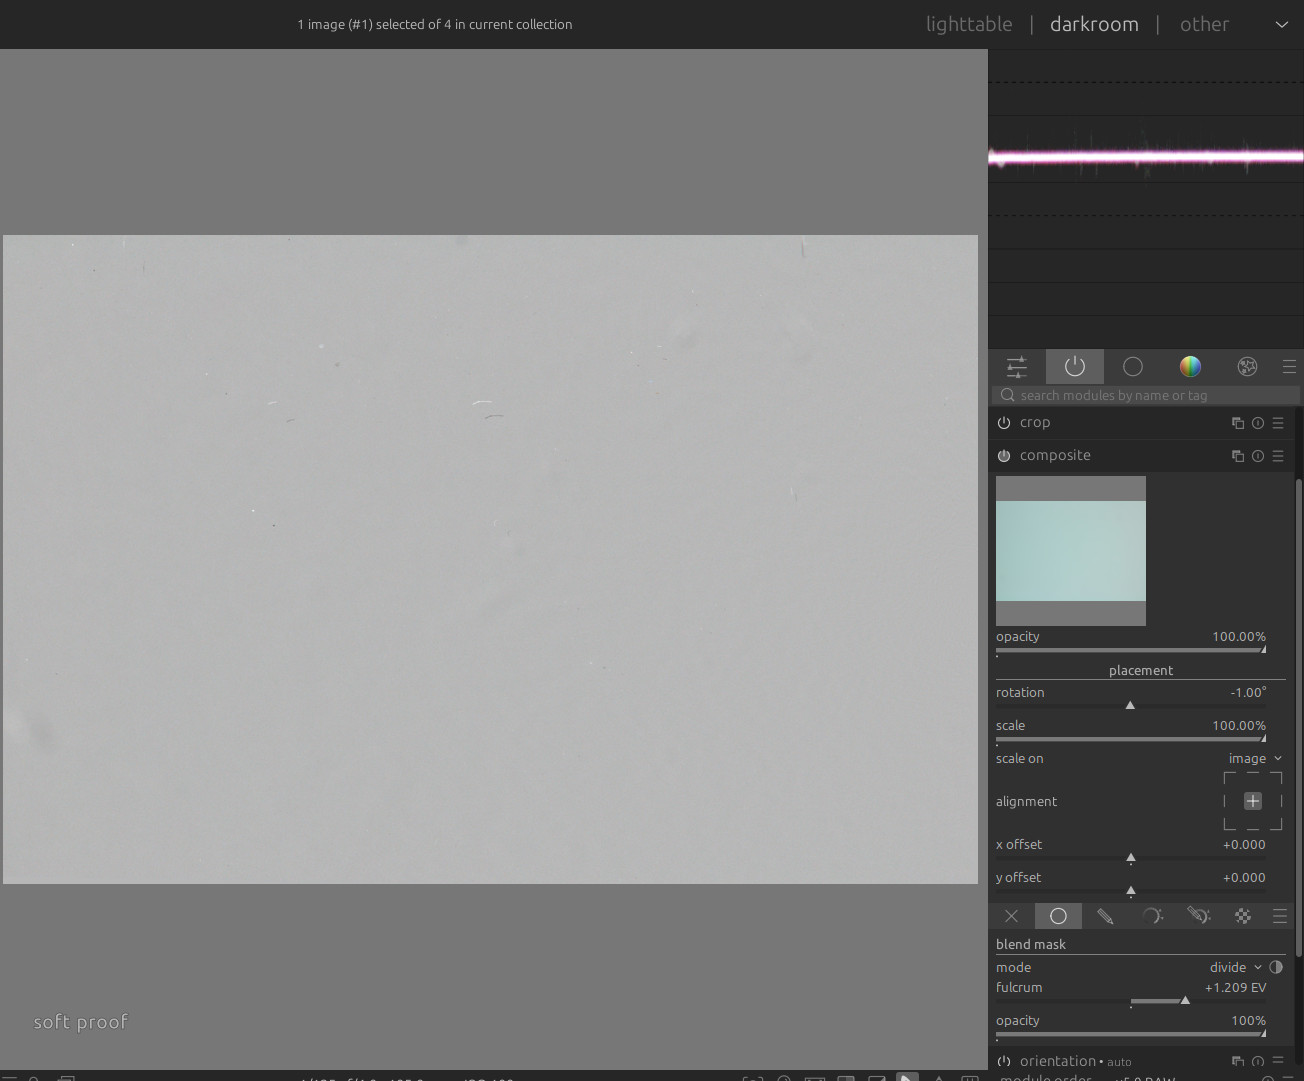 1 image (#1) selected of 4 in current collection
lighttable | darkroom | other
search modules by name or tag
crop
composite
opacity 100.00%
placement
rotation -1.00°
scale 100.00%
scale on image
alignment
x offset +0.000
y offset +0.000
blend mask
mode divide
fulcrum +1.209 EV
soft proof
opacity 100%
orientation • auto